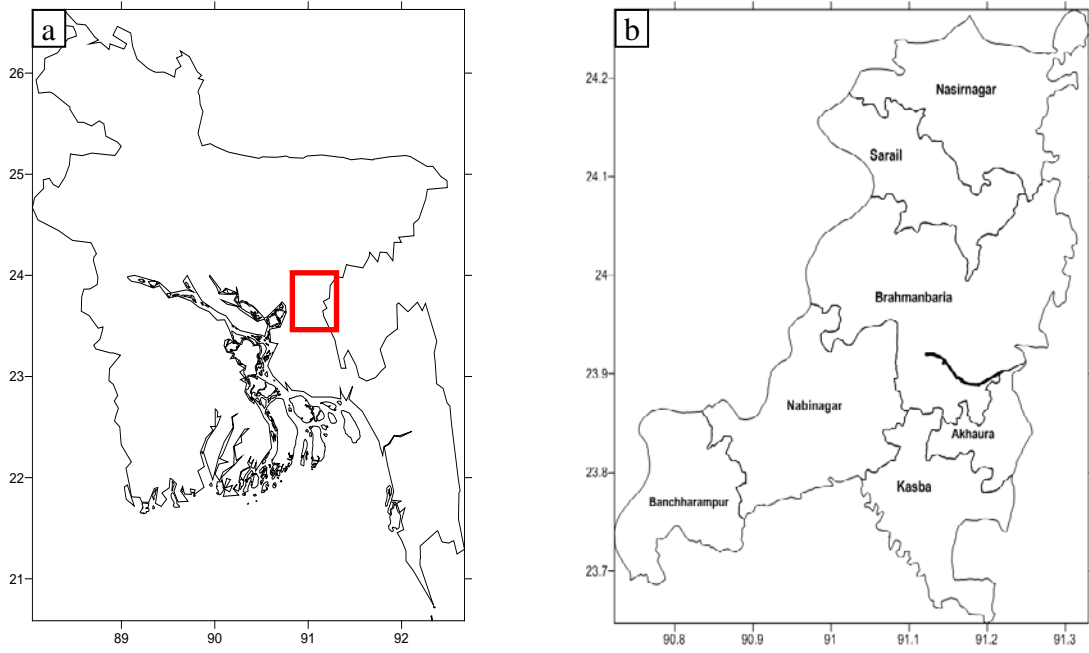 a
26
25
24
23
22
21
89 90 91 92
b
24.2
24.1
24
23.9
23.8
23.7
90.8 90.9 91 91.1 91.2 91.3
Nasirnagar
Sarail
Brahmanbaria
Nabinagar
Akhaura
Kasba
Banchharampur